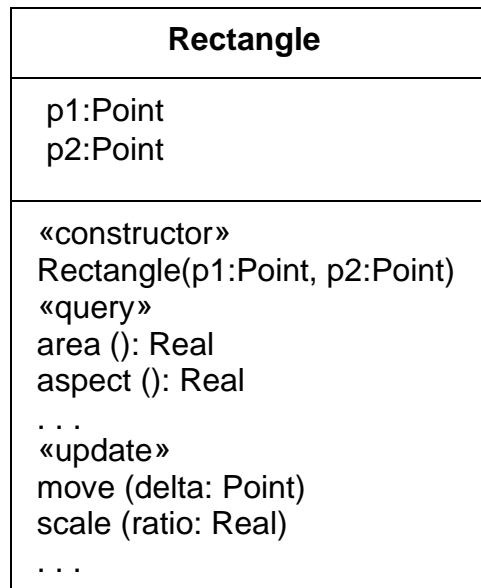 Rectangle
p1:Point
p2:Point
«constructor»
Rectangle(p1:Point, p2:Point)
«query»
area (): Real
aspect (): Real
. . .
«update»
move (delta: Point)
scale (ratio: Real)
. . .